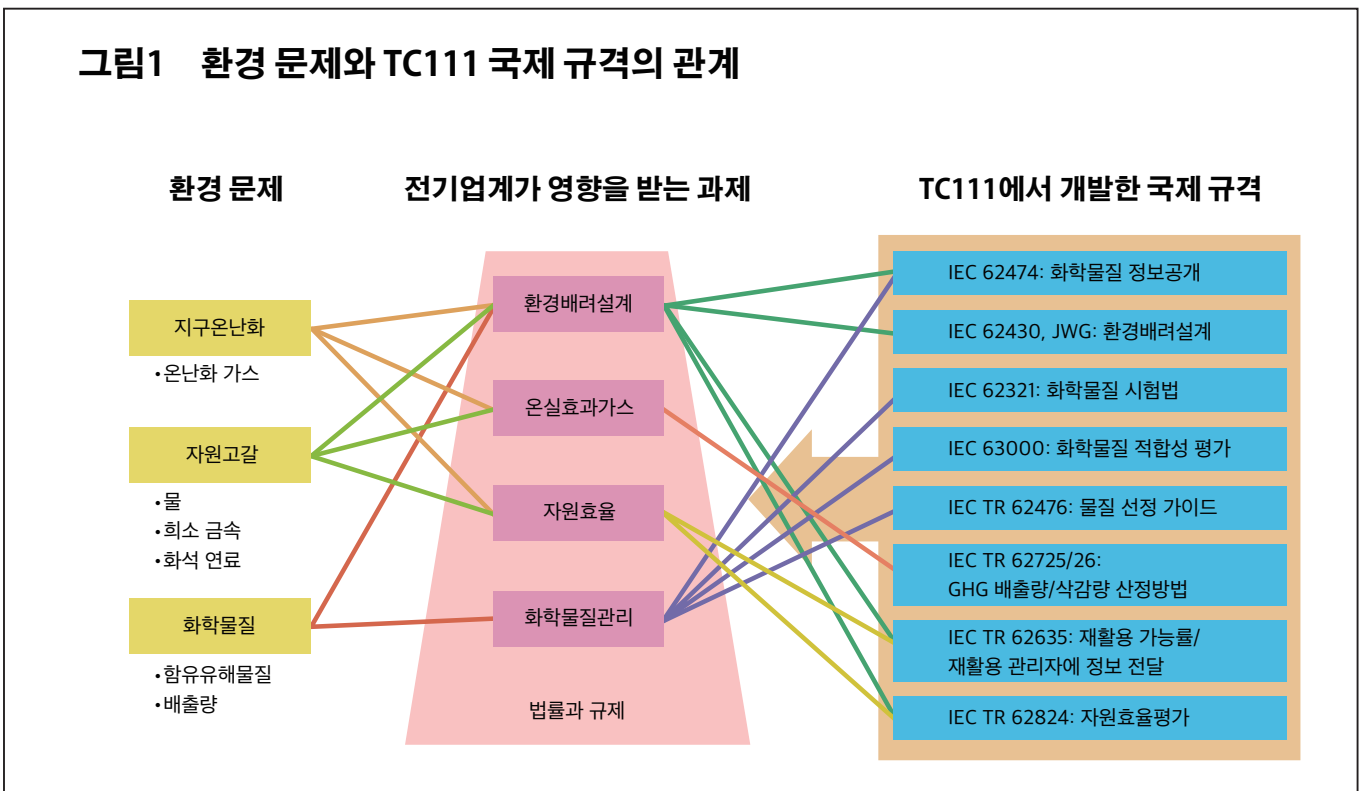 그림1 환경 문제와 TC111 국제 규격의 관계
환경 문제
전기업계가 영향을 받는 과제
TC111에서 개발한 국제 규격
지구온난화
•온난화 가스
자원고갈
•물
•희소 금속
•화석 연료
화학물질
•함유유해물질
•배출량
환경배려설계
온실효과가스
자원효율
화학물질관리
법률과 규제
IEC 62474: 화학물질 정보공개
IEC 62430, JWG: 환경배려설계
IEC 62321: 화학물질 시험법
IEC 63000: 화학물질 적합성 평가
IEC TR 62476: 물질 선정 가이드
IEC TR 62725/26:
GHG 배출량/삭감량 산정방법
IEC TR 62635: 재활용 가능률/
재활용 관리자에 정보 전달
IEC TR 62824: 자원효율평가